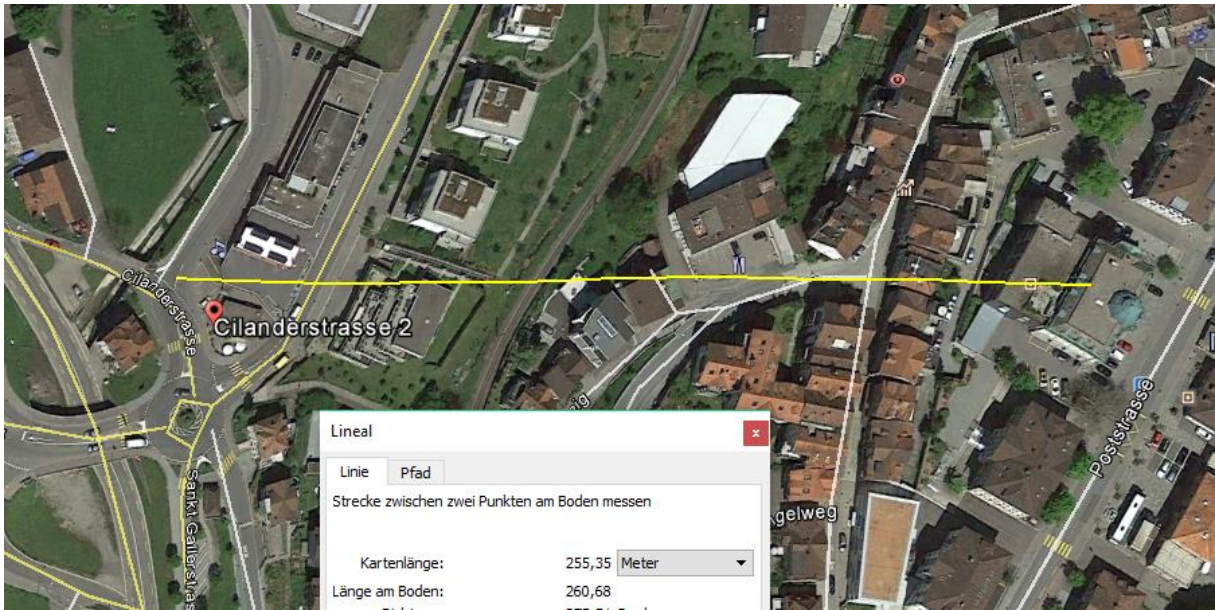 Cilanderstrasse
Cilanderstrasse 2
Poststrasse
Lineal
x
Linie
Pfad
Strecke zwischen zwei Punkten am Boden messen
gelweg
Sankt Gallerstras
Kartenlänge:
255,35
Meter
Länge am Boden:
260,68